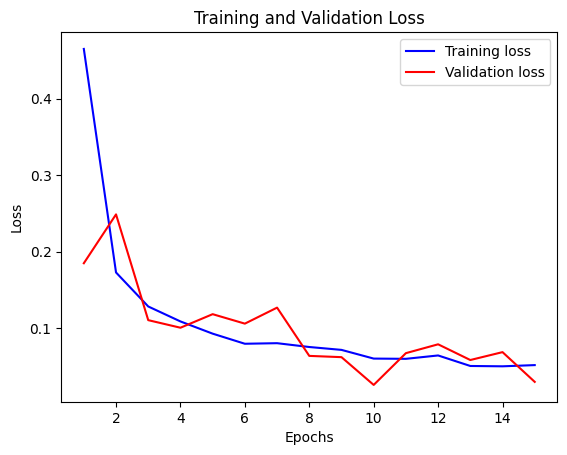 Training and Validation Loss
Training loss
Validation loss
Loss
0.4
0.3
0.2
0.1
2 4 6 8 10 12 14
Epochs